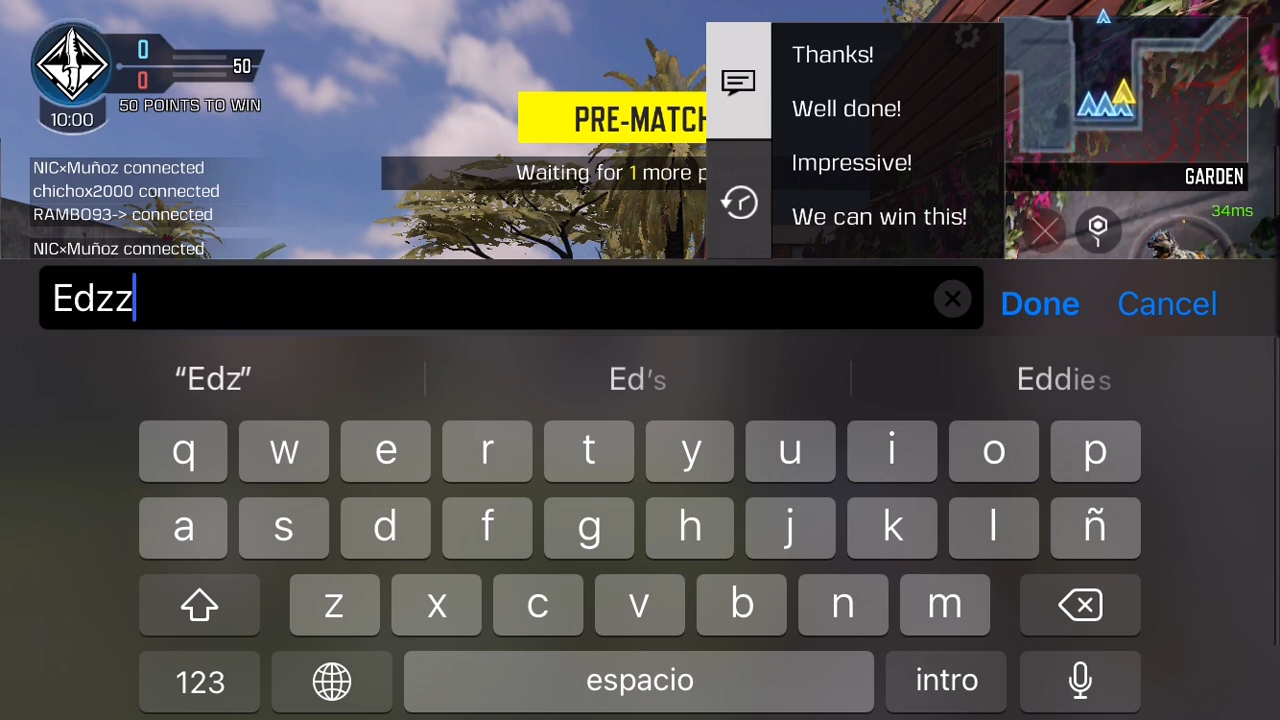 0
0
50
50 POINTS TO WIN
10:00
PRE-MATCH
Waiting for 1 more
NIC×Muñoz connected
chichox2000 connected
RAMBO93-> connected
NIC×Muñoz connected
Thanks!
Well done!
Impressive!
We can win this!
GARDEN
34ms
Edzz
Done
Cancel
“Edz”
Ed's
Eddies
q w e r t y u i o p
a s d f g h j k l ñ
z x c v b n m
123
espacio
intro